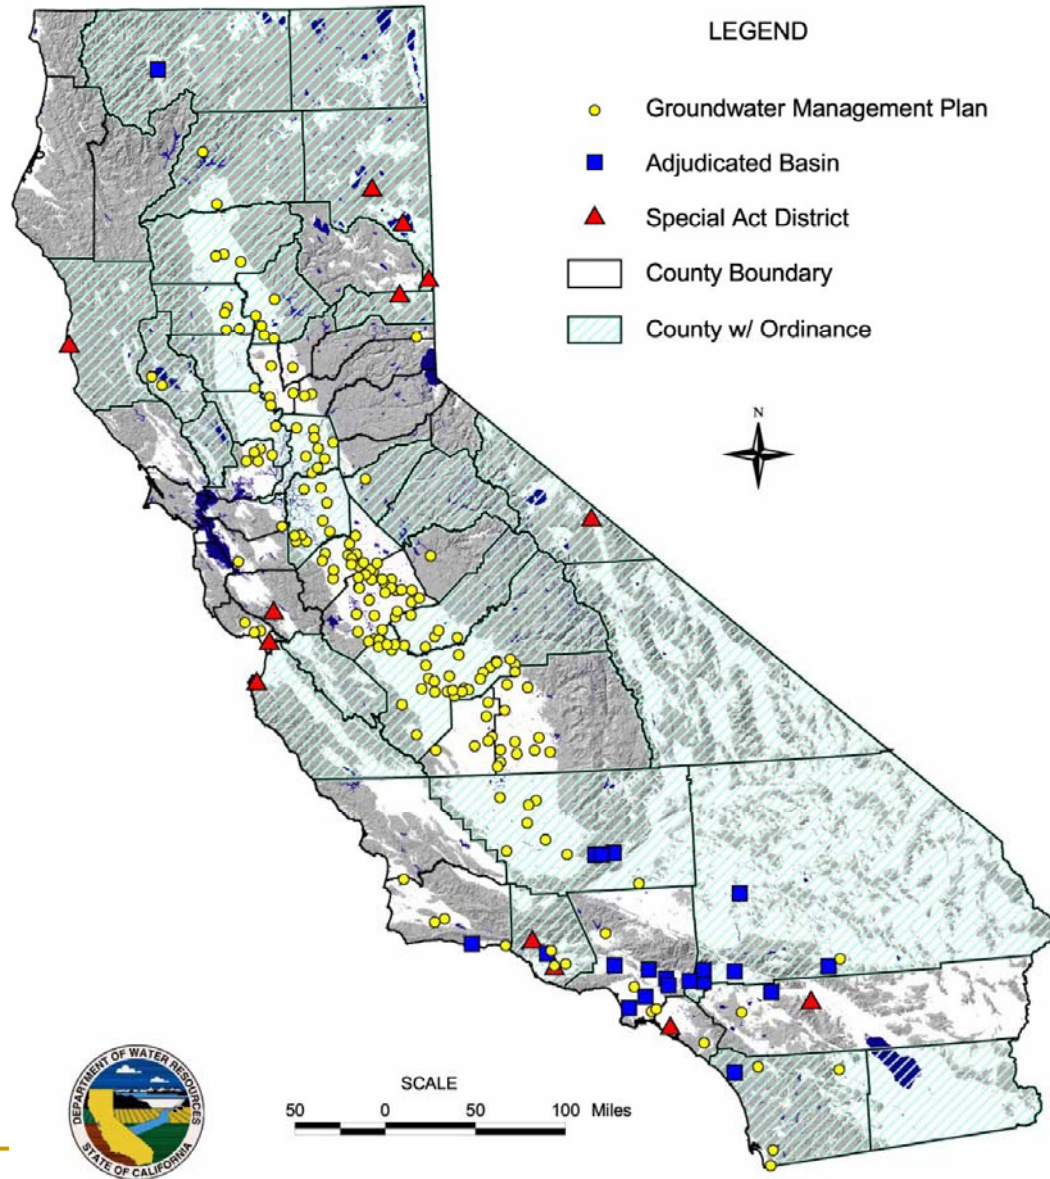 LEGEND
Groundwater Management Plan
Adjudicated Basin
Special Act District
County Boundary
County w/ Ordinance
N
SCALE
50 0 50 100 Miles
DEPARTMENT OF WATER RESOURCES
STATE OF CALIFORNIA